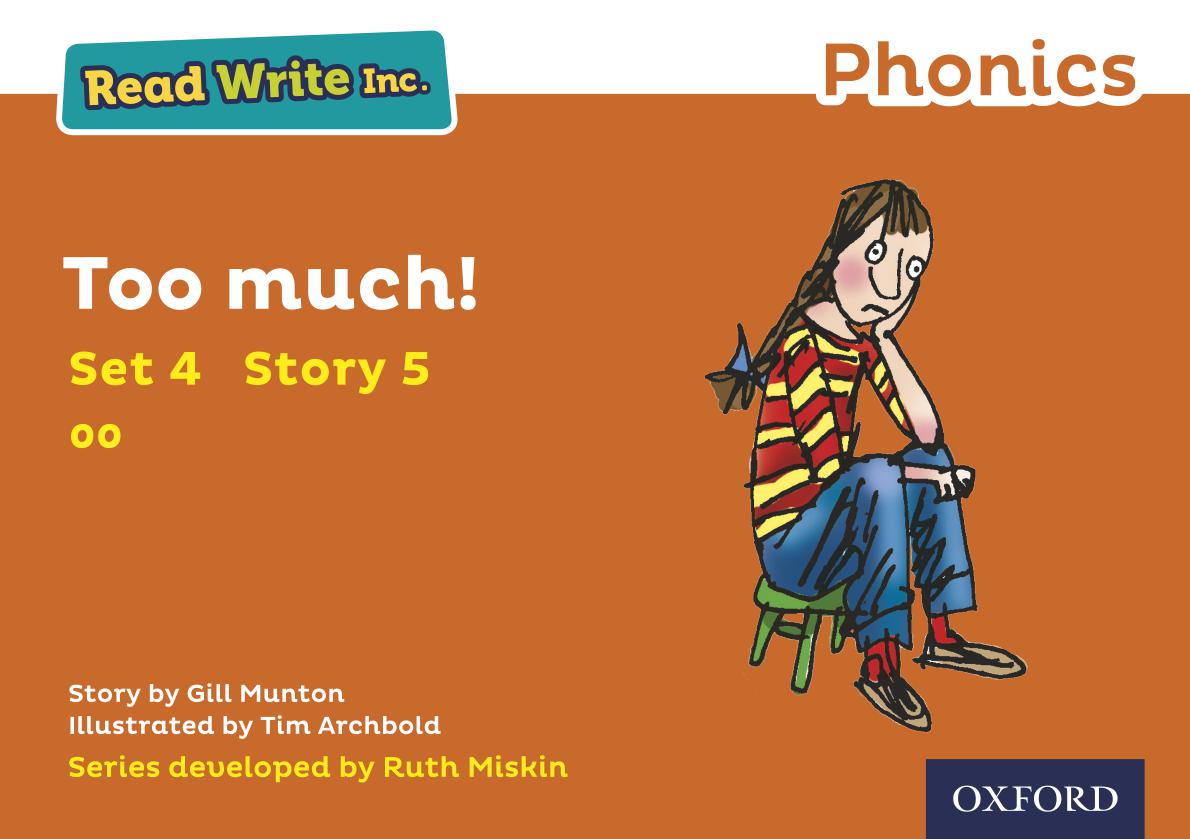 Read Write Inc.
Phonics
Too much!
Set 4 Story 5
oo
Story by Gill Munton
Illustrated by Tim Archbold
Series developed by Ruth Miskin
OXFORD